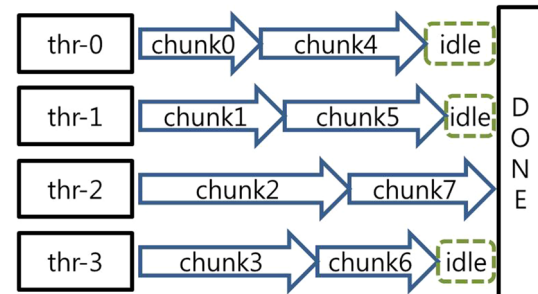 thr-0 chunk0 chunk4 idle
thr-1 chunk1 chunk5 idle
thr-2 chunk2 chunk7
thr-3 chunk3 chunk6 idle
D
O
N
E